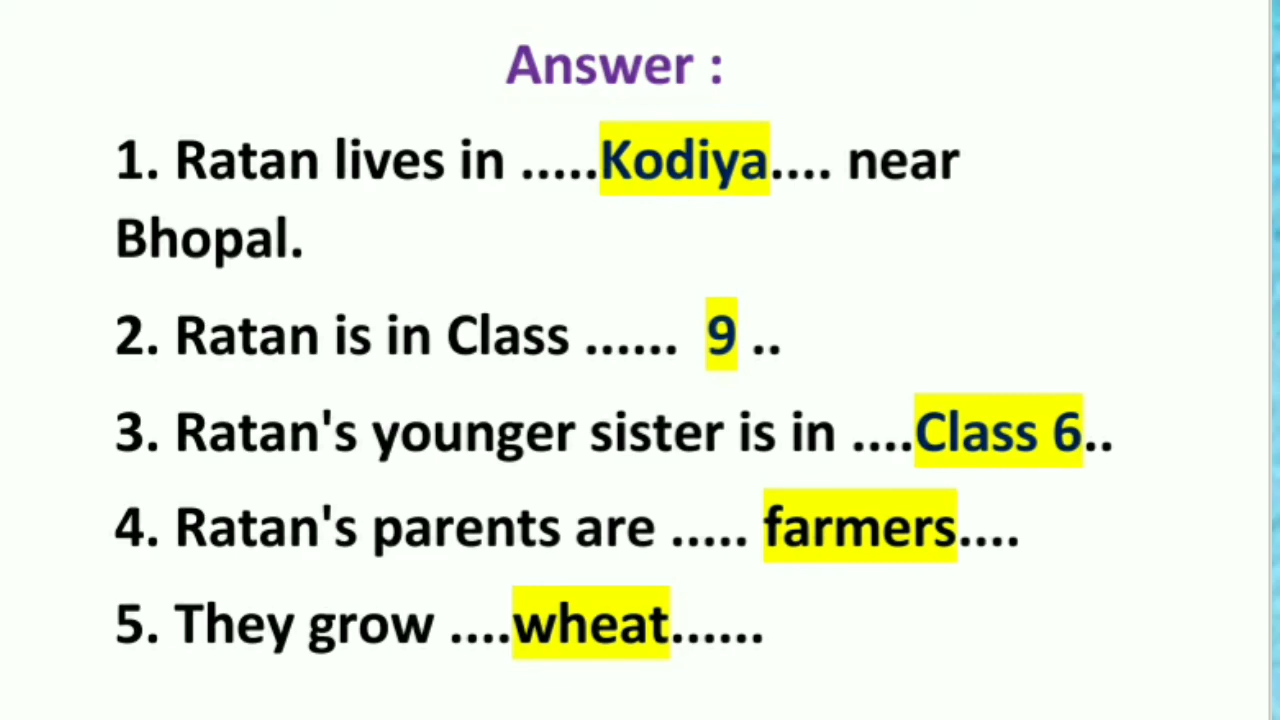 Answer :
1. Ratan lives in .....Kodiya.... near
Bhopal.
2. Ratan is in Class ...... 9 ..
3. Ratan's younger sister is in ....Class 6..
4. Ratan's parents are ..... farmers....
5. They grow ....wheat......